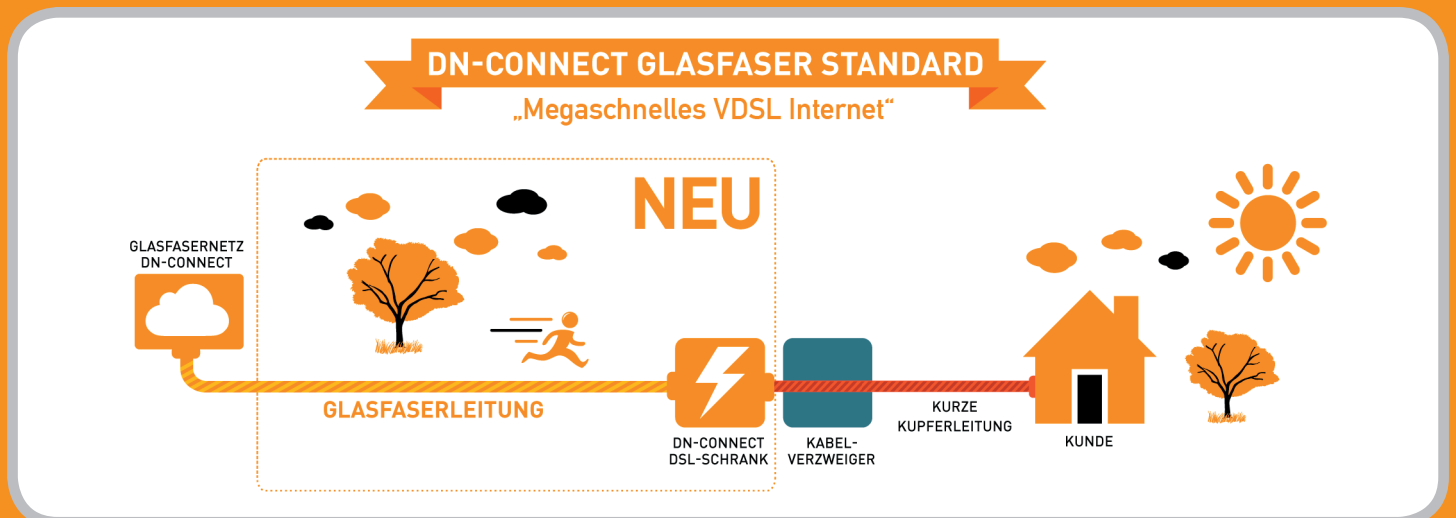 DN-CONNECT GLASFASER STANDARD
„Megaschnelles VDSL Internet“
NEU
GLASFASERNETZ
DN-CONNECT
GLASFASERLEITUNG
DN-CONNECT
DSL-SCHRANK
KABEL-
VERZWEIGER
KURZE
KUPFERLEITUNG
KUNDE